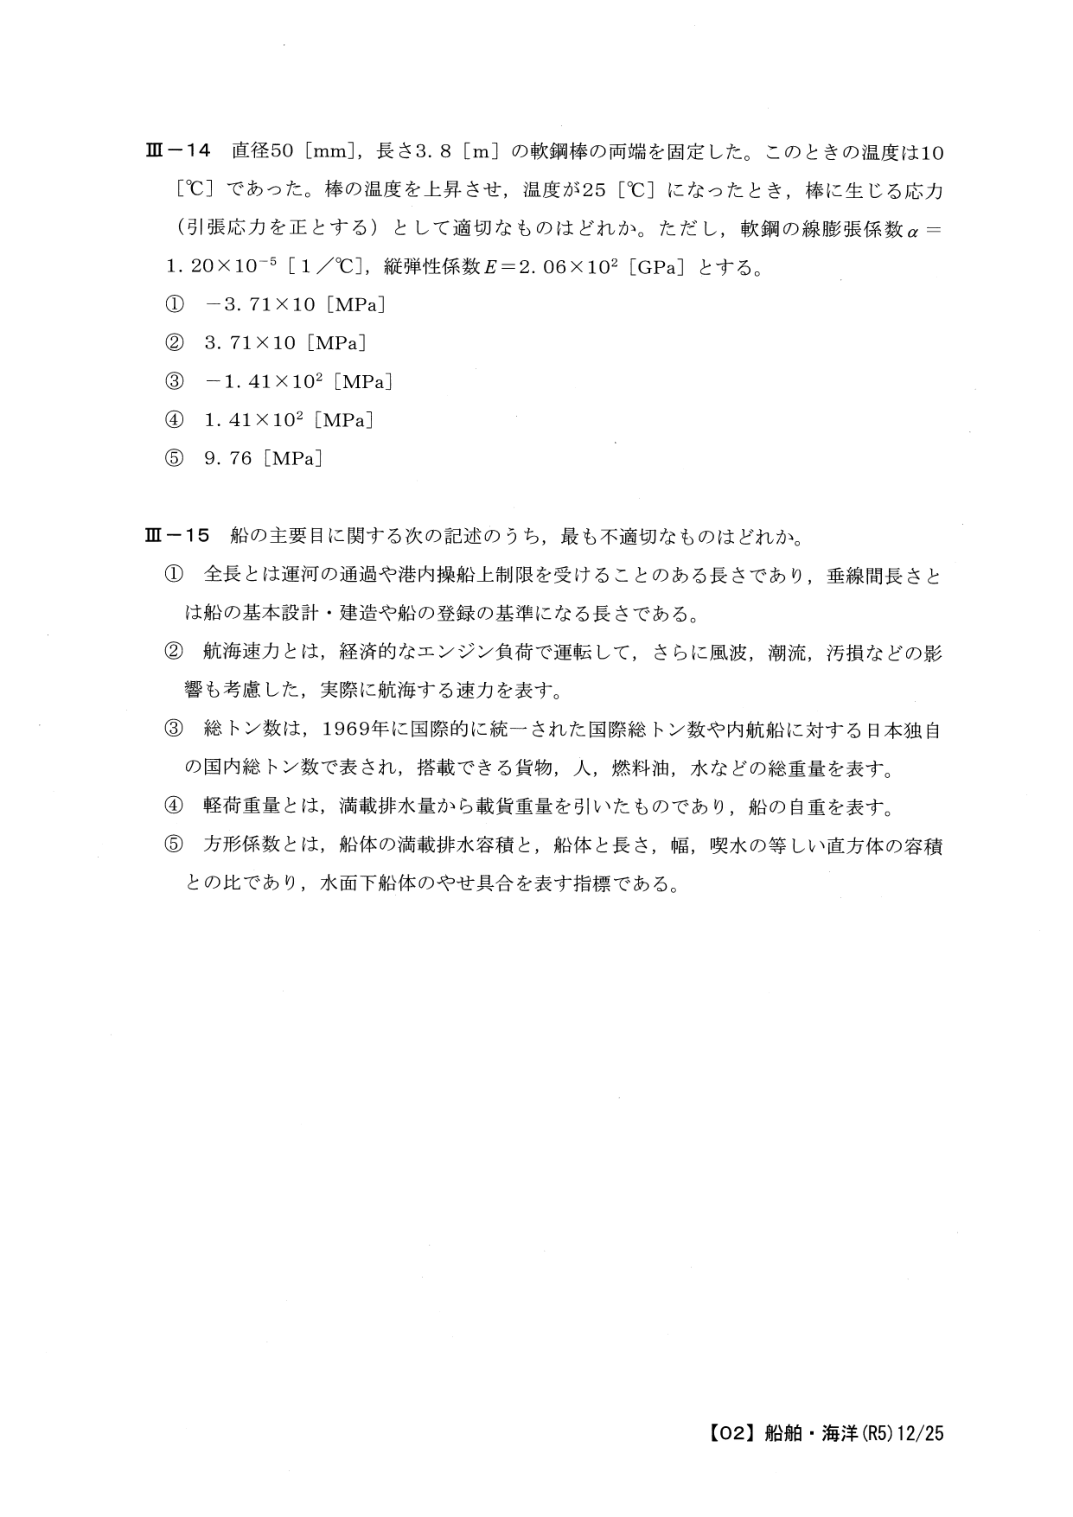 Ⅲ－14　直径50［mm］，長さ3. 8［m］の軟鋼棒の両端を固定した。このときの温度は10
［℃］であった。棒の温度を上昇させ，温度が25［℃］になったとき，棒に生じる応力
（引張応力を正とする）として適切なものはどれか。ただし，軟鋼の線膨張係数α＝
1. 20×10⁻⁵［1／℃］，縦弾性係数E＝2. 06×10²［GPa］とする。
①　−3. 71×10［MPa］
②　3. 71×10［MPa］
③　−1. 41×10²［MPa］
④　1. 41×10²［MPa］
⑤　9. 76［MPa］
Ⅲ－15　船の主要目に関する次の記述のうち，最も不適切なものはどれか。
①　全長とは運河の通過や港内操船上制限を受けることのある長さであり，垂線間長さと
は船の基本設計・建造や船の登録の基準になる長さである。
②　航海速力とは，経済的なエンジン負荷で運転して，さらに風波，潮流，汚損などの影
響も考慮した，実際に航海する速力を表す。
③　総トン数は，1969年に国際的に統一された国際総トン数や内航船に対する日本独自
の国内総トン数で表され，搭載できる貨物，人，燃料油，水などの総重量を表す。
④　軽荷重量とは，満載排水量から載貨重量を引いたものであり，船の自重を表す。
⑤　方形係数とは，船体の満載排水容積と，船体と長さ，幅，喫水の等しい直方体の容積
との比であり，水面下船体のやせ具合を表す指標である。
【02】船舶・海洋(R5) 12/25